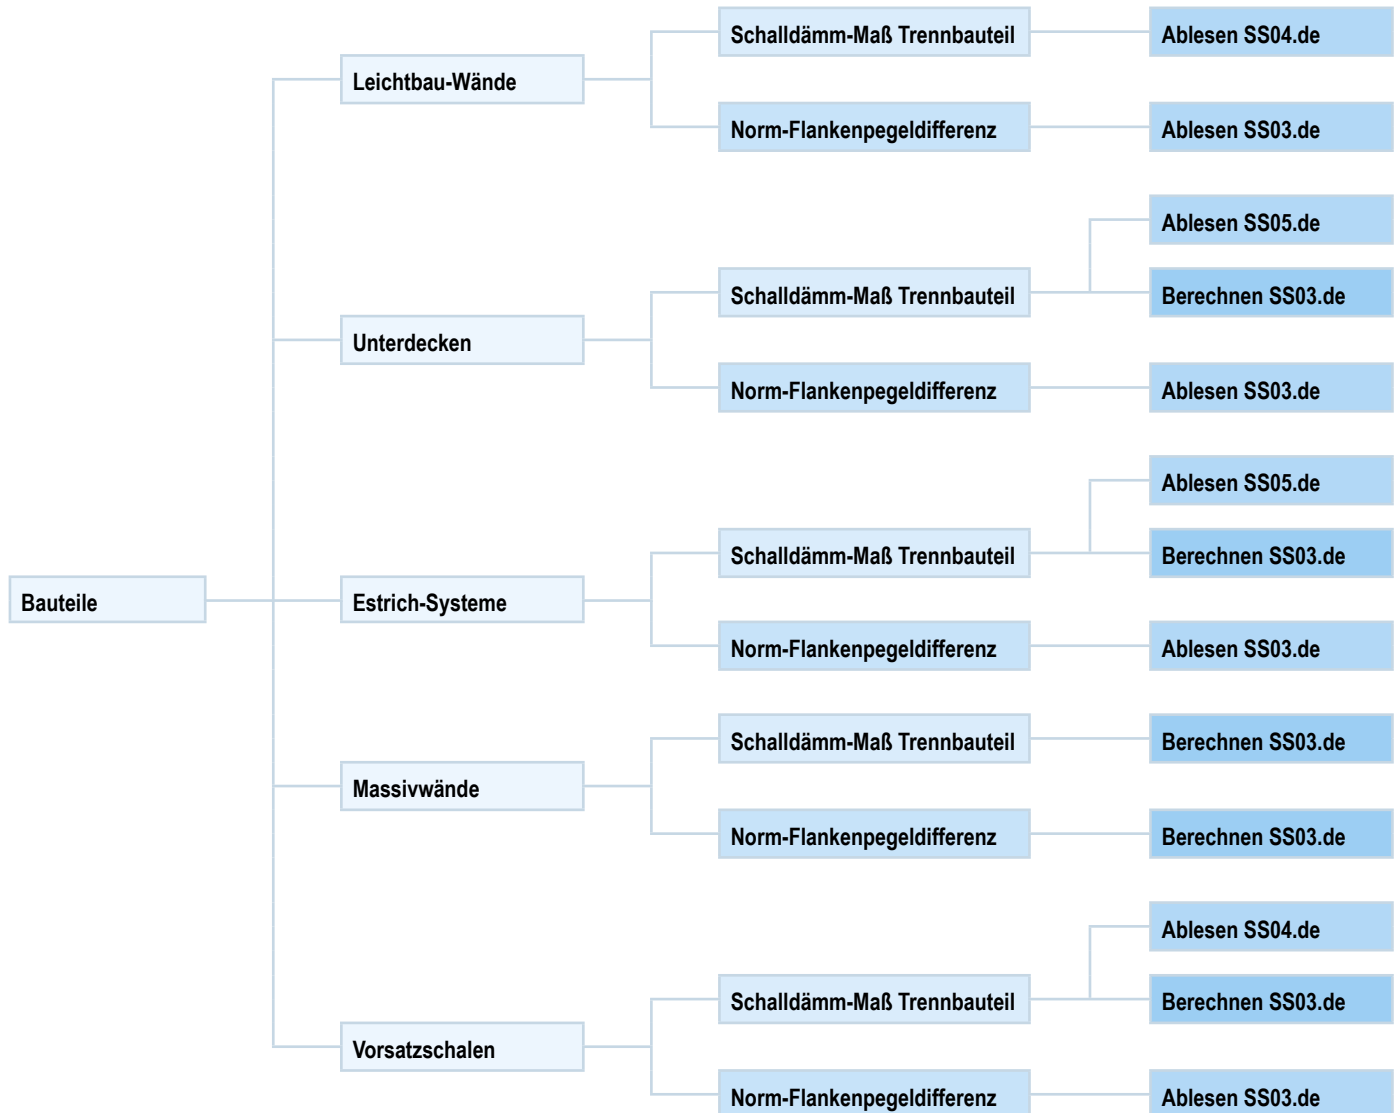 Schalldämm-Maß Trennbauteil
Ablesen SS04.de
Leichtbau-Wände
Norm-Flankenpegeldifferenz
Ablesen SS03.de
Ablesen SS05.de
Schalldämm-Maß Trennbauteil
Berechnen SS03.de
Unterdecken
Norm-Flankenpegeldifferenz
Ablesen SS03.de
Ablesen SS05.de
Schalldämm-Maß Trennbauteil
Berechnen SS03.de
Bauteile
Estrich-Systeme
Norm-Flankenpegeldifferenz
Ablesen SS03.de
Schalldämm-Maß Trennbauteil
Berechnen SS03.de
Massivwände
Norm-Flankenpegeldifferenz
Berechnen SS03.de
Ablesen SS04.de
Schalldämm-Maß Trennbauteil
Berechnen SS03.de
Vorsatzschalen
Norm-Flankenpegeldifferenz
Ablesen SS03.de